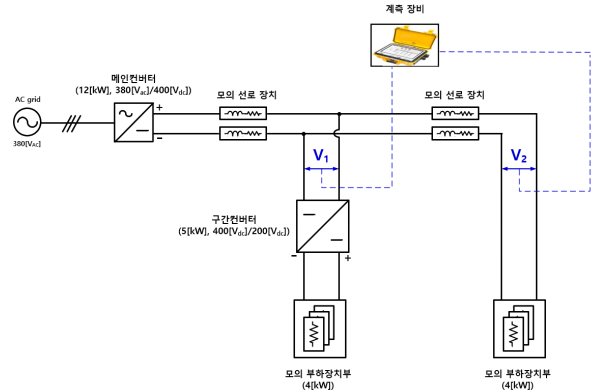 계측 장비
메인컨버터
(12[kW], 380[Vac]/400[Vdc])
모의 선로 장치
모의 선로 장치
AC grid
380[VAC]
+
-
V1
V2
구간컨버터
(5[kW], 400[Vdc]/200[Vdc])
-
+
모의 부하장치부
(4[kW])
모의 부하장치부
(4[kW])